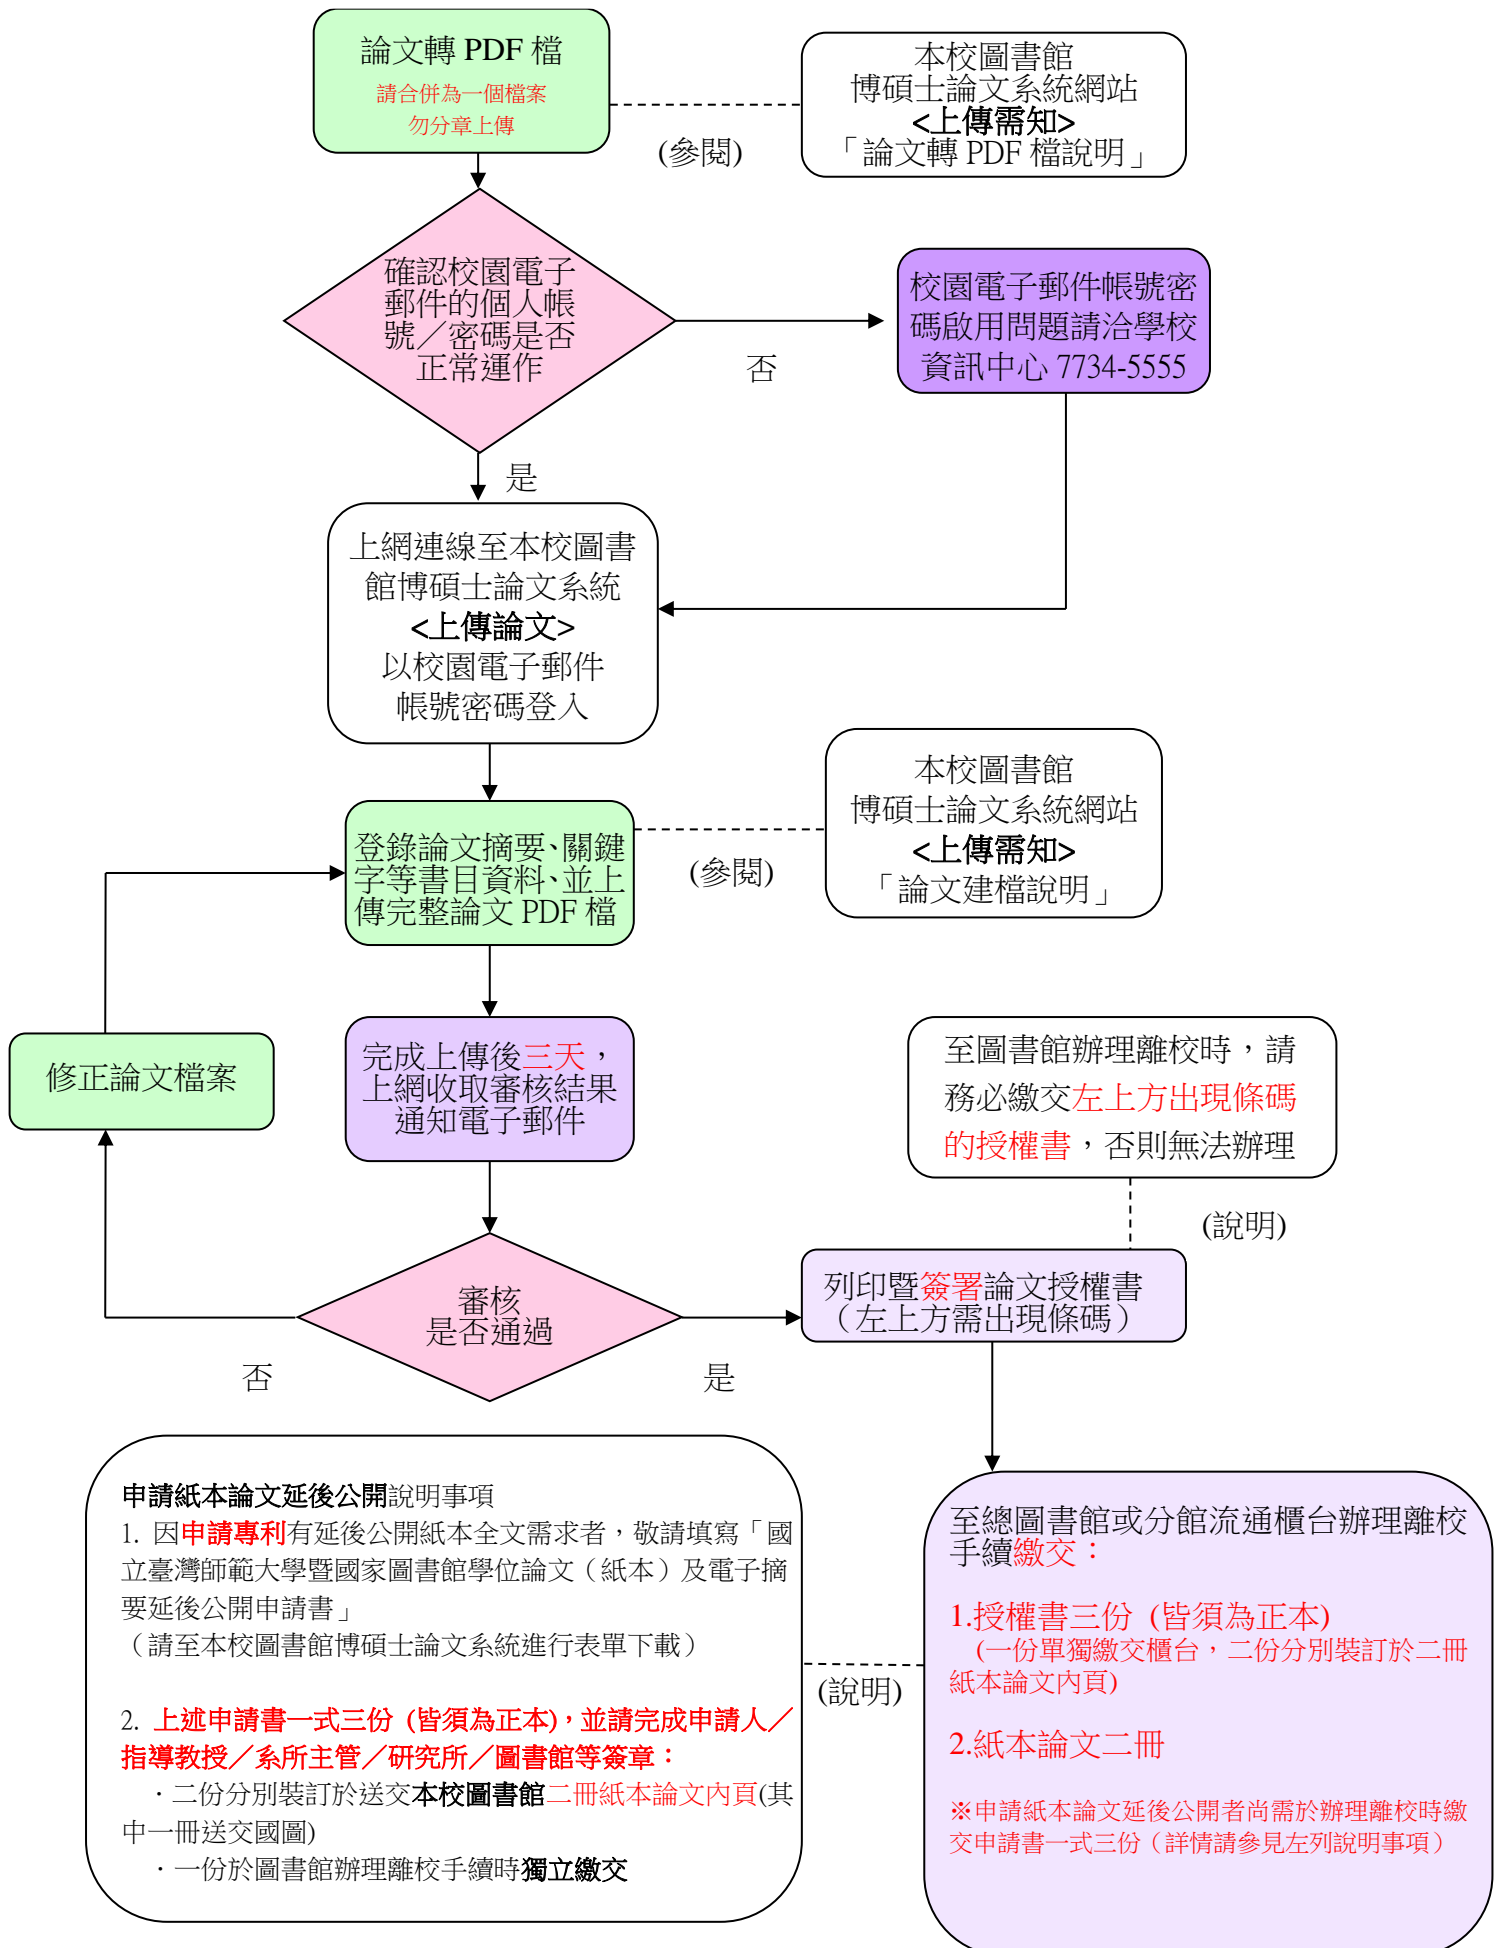 論文轉 PDF 檔
請合併為一個檔案
勿分章上傳
本校圖書館
博碩士論文系統網站
<上傳需知>
「論文轉 PDF 檔說明」
(參閱)
確認校園電子
郵件的個人帳
號／密碼是否
正常運作
否
校園電子郵件帳號密
碼啟用問題請洽學校
資訊中心 7734-5555
是
上網連線至本校圖書
館博碩士論文系統
<上傳論文>
以校園電子郵件
帳號密碼登入
本校圖書館
博碩士論文系統網站
<上傳需知>
「論文建檔說明」
(參閱)
登錄論文摘要、關鍵
字等書目資料、並上
傳完整論文 PDF 檔
修正論文檔案
完成上傳後三天，
上網收取審核結果
通知電子郵件
至圖書館辦理離校時，請
務必繳交左上方出現條碼
的授權書，否則無法辦理
(說明)
審核
是否通過
否
是
列印暨簽署論文授權書
（左上方需出現條碼）
申請紙本論文延後公開說明事項
1. 因申請專利有延後公開紙本全文需求者，敬請填寫「國
立臺灣師範大學暨國家圖書館學位論文（紙本）及電子摘
要延後公開申請書」
（請至本校圖書館博碩士論文系統進行表單下載）
2. 上述申請書一式三份 (皆須為正本)，並請完成申請人／
指導教授／系所主管／研究所／圖書館等簽章：
．二份分別裝訂於送交本校圖書館二冊紙本論文內頁(其
中一冊送交國圖)
．一份於圖書館辦理離校手續時獨立繳交
(說明)
至總圖書館或分館流通櫃台辦理離校
手續繳交：
1.授權書三份 (皆須為正本)
(一份單獨繳交櫃台，二份分別裝訂於二冊
紙本論文內頁)
2.紙本論文二冊
※申請紙本論文延後公開者尚需於辦理離校時繳
交申請書一式三份（詳情請參見左列說明事項）